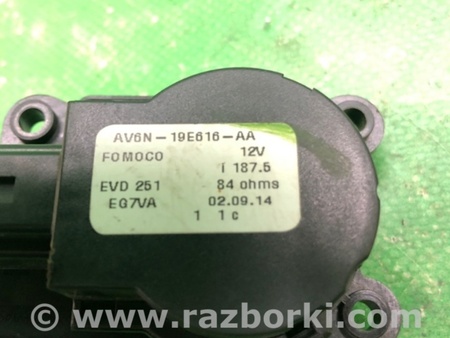 AV6N-19E616-AA
FOMOCO 12V
i 187.5
EVD 251 84 ohms
EG7VA 02.09.14
1 1c
© www.razborki.com